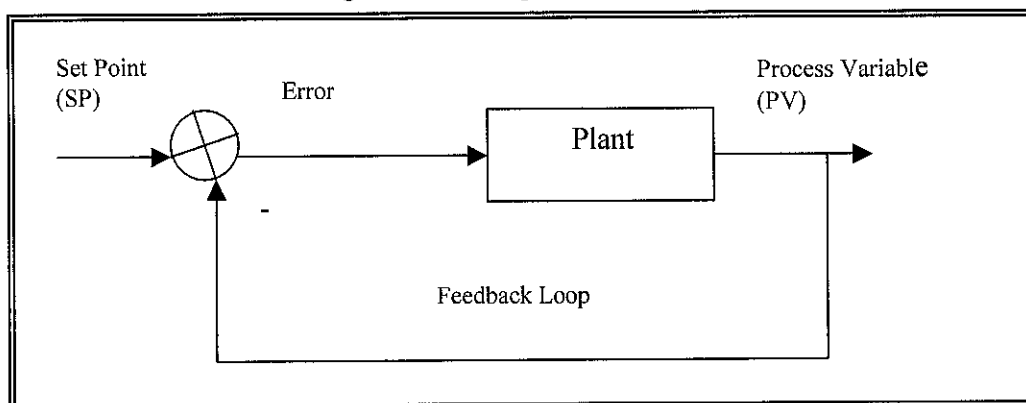 Set Point
(SP)
Error
Process Variable
(PV)
Plant
-
Feedback Loop